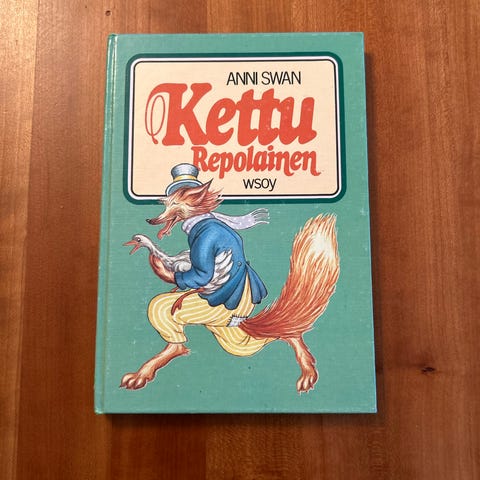 ANNI SWAN
Kettu
Repolainen
wsoy